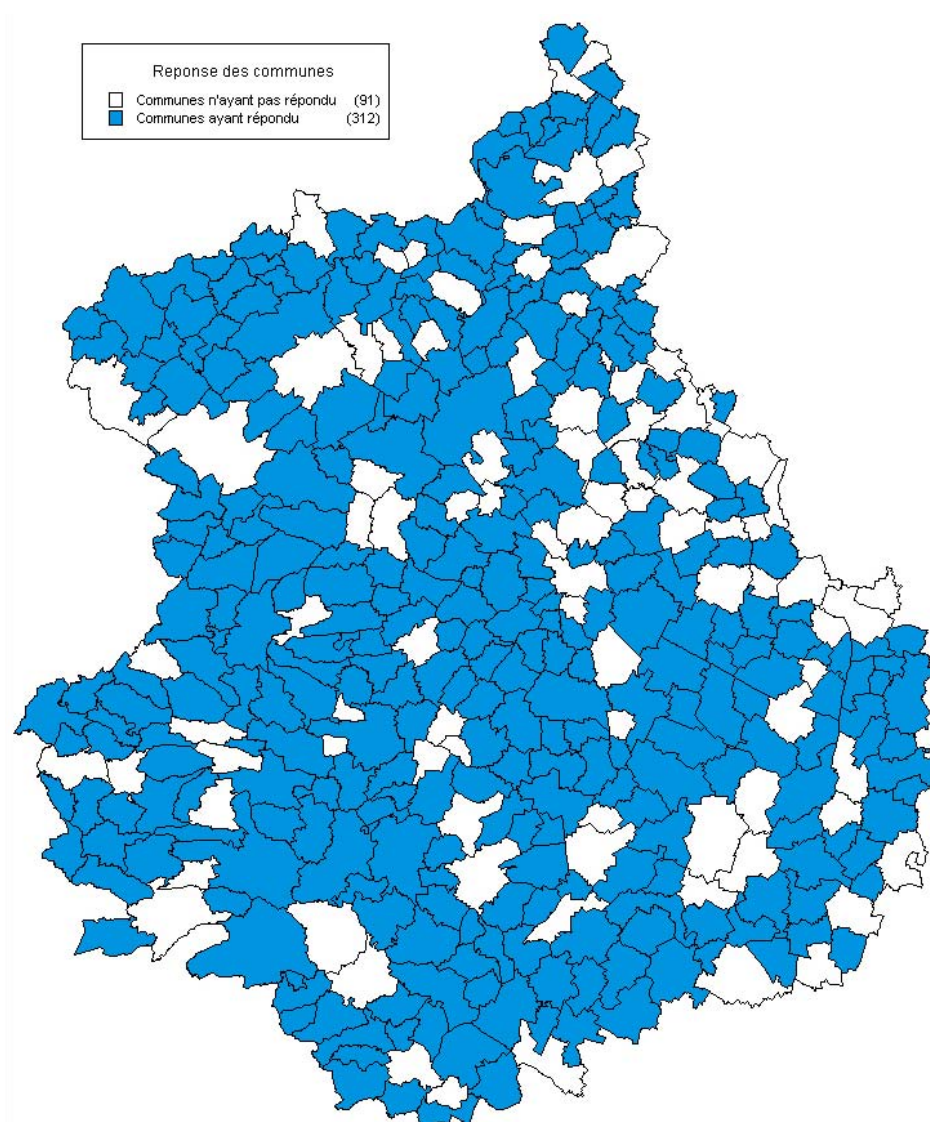 Reponse des communes
Communes n'ayant pas répondu (91)
Communes ayant répondu (312)